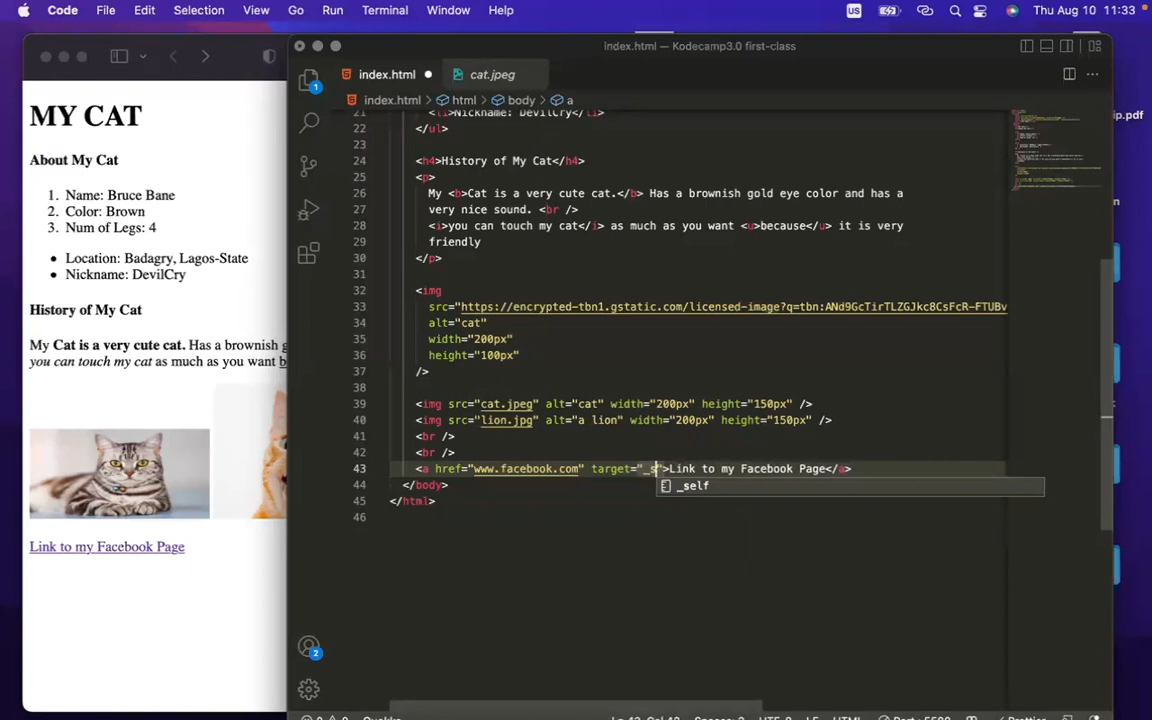 Code File Edit Selection View Go Run Terminal Window Help US Thu Aug 10 11:33
index.html — Kodecamp3.0 first-class
index.html cat.jpeg
1
index.html > html > body > a
ip.pdf
MY CAT
About My Cat
1. Name: Bruce Bane
2. Color: Brown
3. Num of Legs: 4
• Location: Badagry, Lagos-State
• Nickname: DevilCry
History of My Cat
My Cat is a very cute cat. Has a brownish g
you can touch my cat as much as you want b
Link to my Facebook Page
21 <li>Nickname: DevilCry</li>
22 </ul>
23
24 <h4>History of My Cat</h4>
25 <p>
26 My <b>Cat is a very cute cat.</b> Has a brownish gold eye color and has a
27 very nice sound. <br />
28 <i>you can touch my cat</i> as much as you want <u>because</u> it is very
29 friendly
30 </p>
31
32 <img
33 src="https://encrypted-tbn1.gstatic.com/licensed-image?q=tbn:ANd9GcTirTLZGJkc8CsFcR-FTUBv
34 alt="cat"
35 width="200px"
36 height="100px"
37 />
38
39 <img src="cat.jpeg" alt="cat" width="200px" height="150px" />
40 <img src="lion.jpg" alt="a lion" width="200px" height="150px" />
41 <br />
42 <br />
43 <a href="www.facebook.com" target="_s">Link to my Facebook Page</a>
_self
44 </body>
45 </html>
46
2